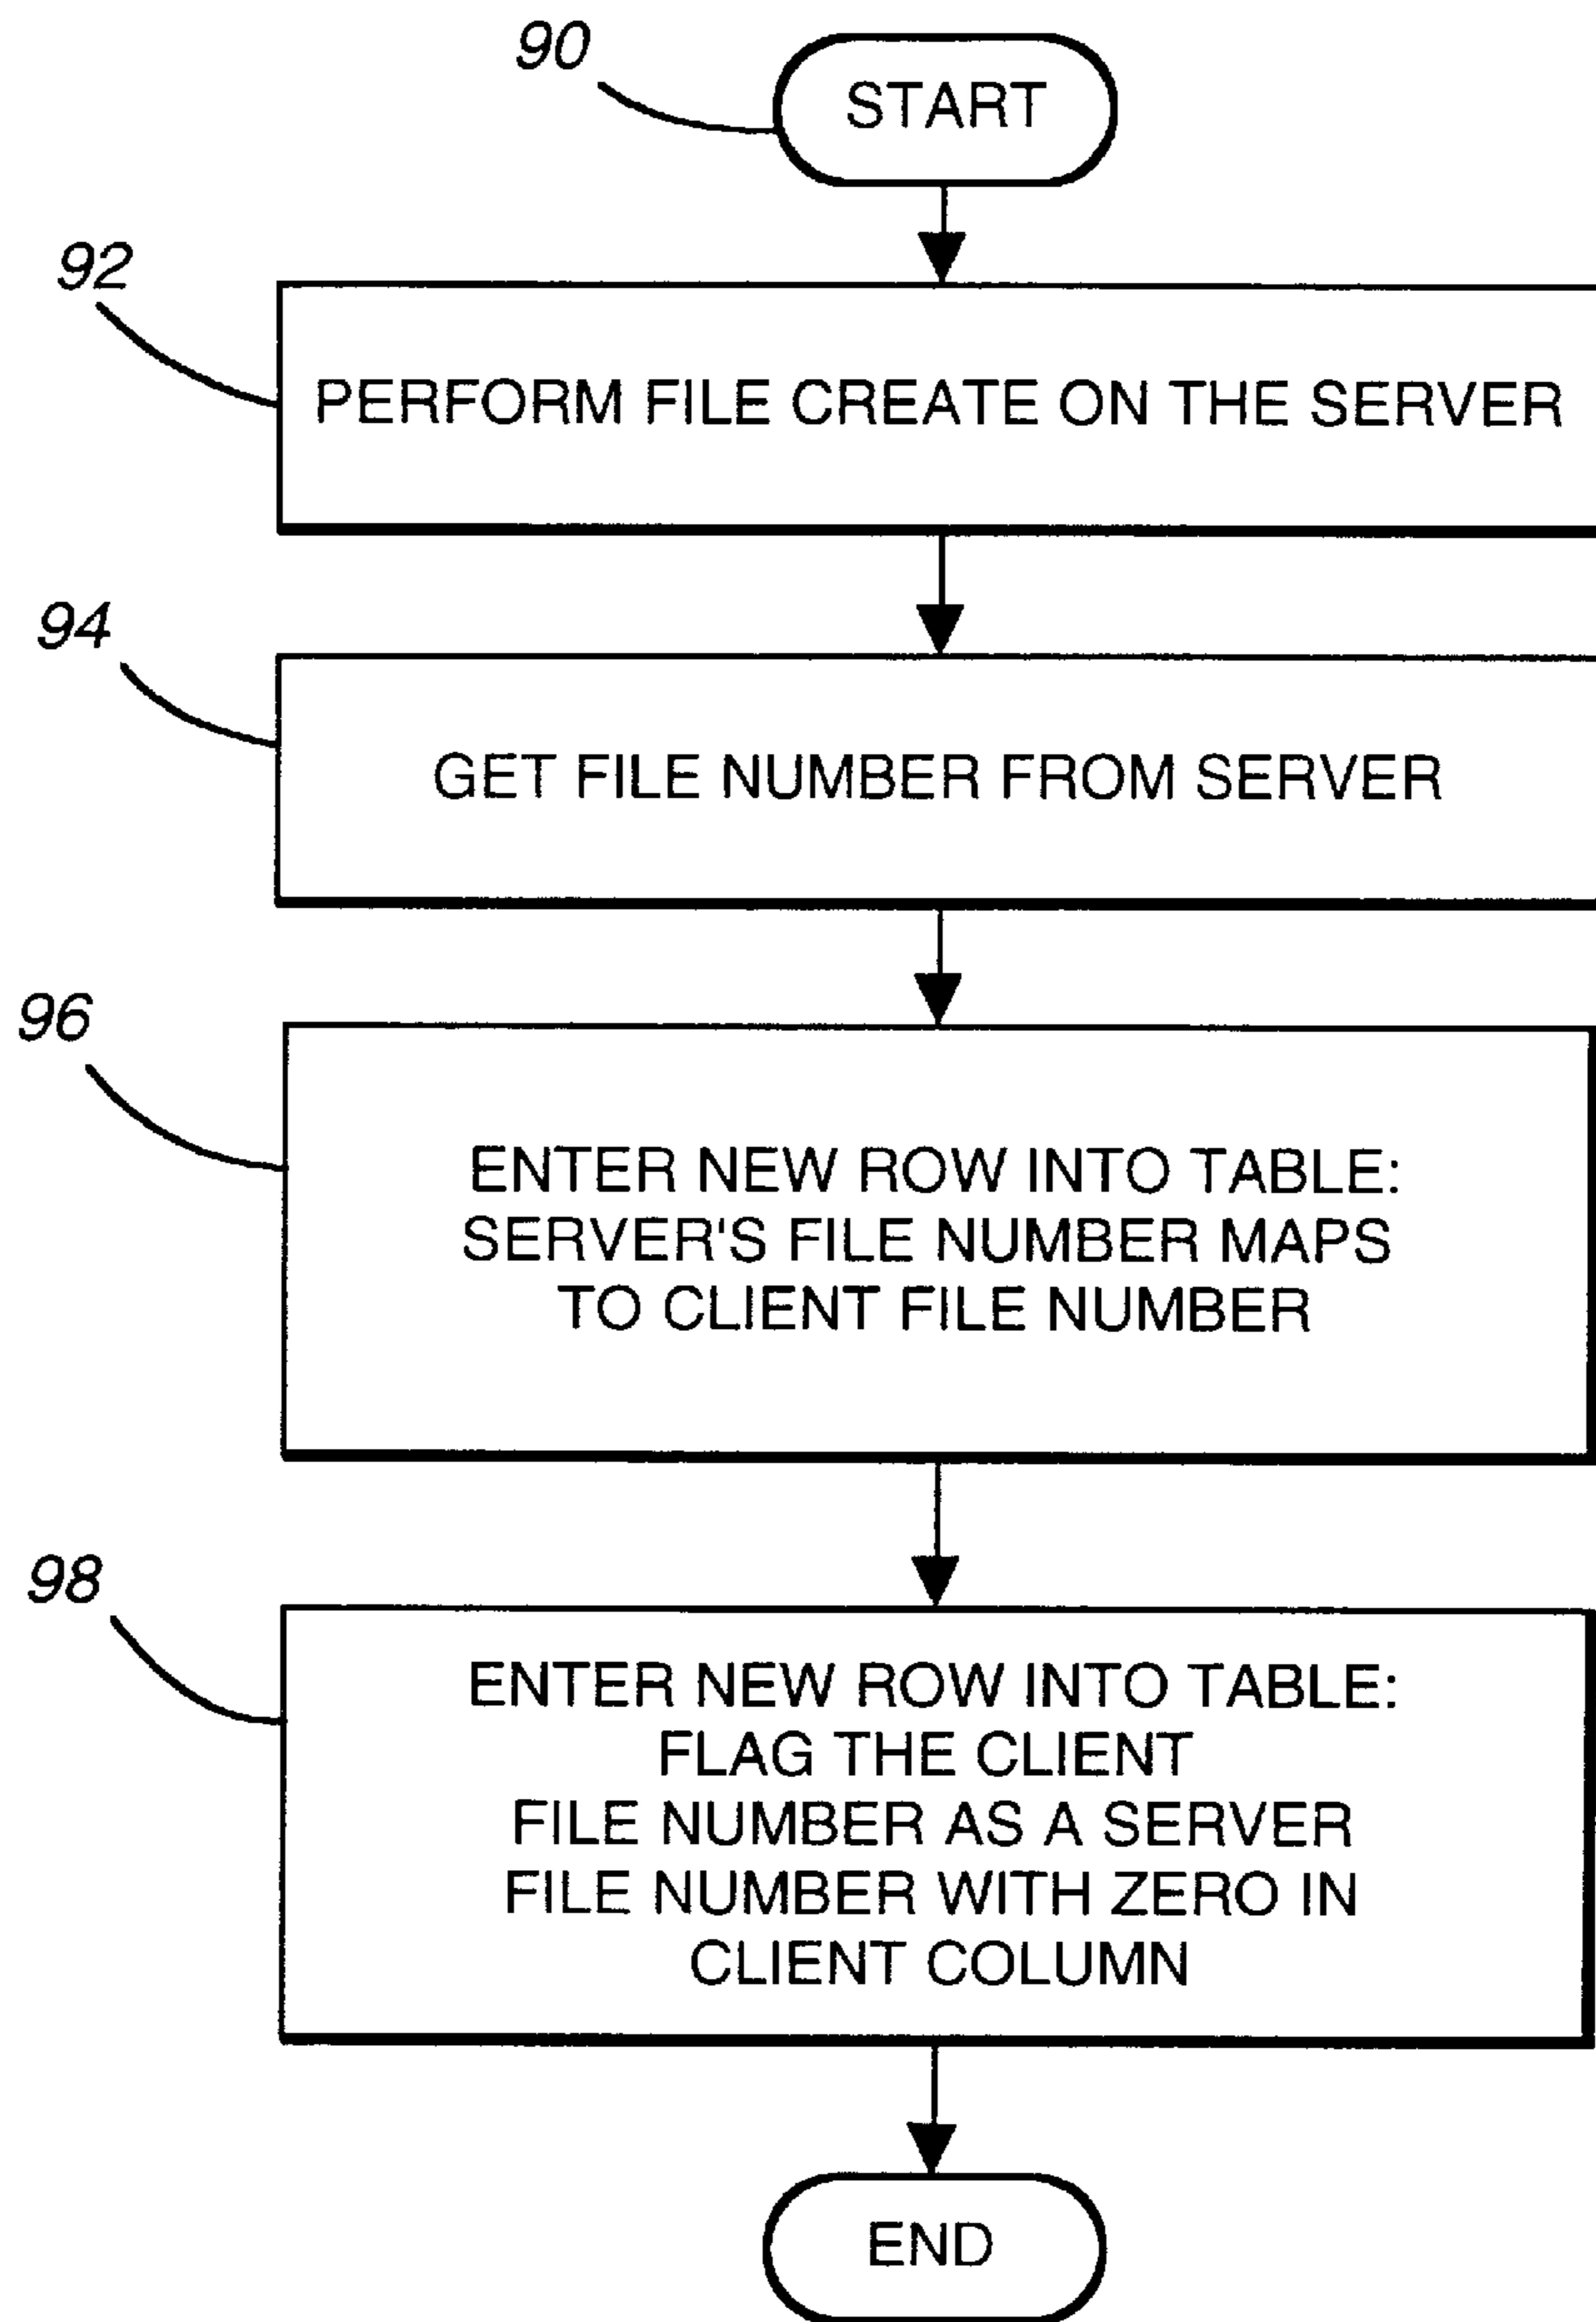 90
START
92
PERFORM FILE CREATE ON THE SERVER
94
GET FILE NUMBER FROM SERVER
96
ENTER NEW ROW INTO TABLE:
SERVER'S FILE NUMBER MAPS
TO CLIENT FILE NUMBER
98
ENTER NEW ROW INTO TABLE:
FLAG THE CLIENT
FILE NUMBER AS A SERVER
FILE NUMBER WITH ZERO IN
CLIENT COLUMN
END